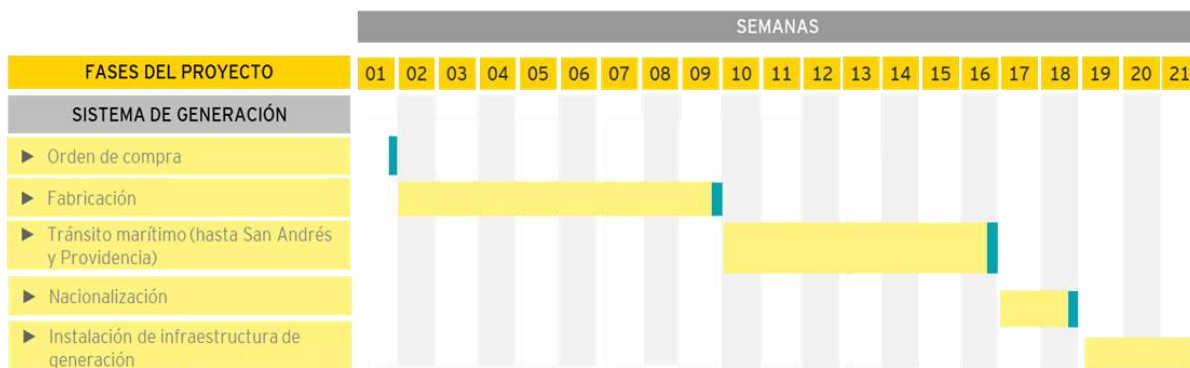 SEMANAS
FASES DEL PROYECTO 01 02 03 04 05 06 07 08 09 10 11 12 13 14 15 16 17 18 19 20 21
SISTEMA DE GENERACIÓN
► Orden de compra
► Fabricación
► Tránsito marítimo (hasta San Andrés
y Providencia)
► Nacionalización
► Instalación de infraestructura de
generación